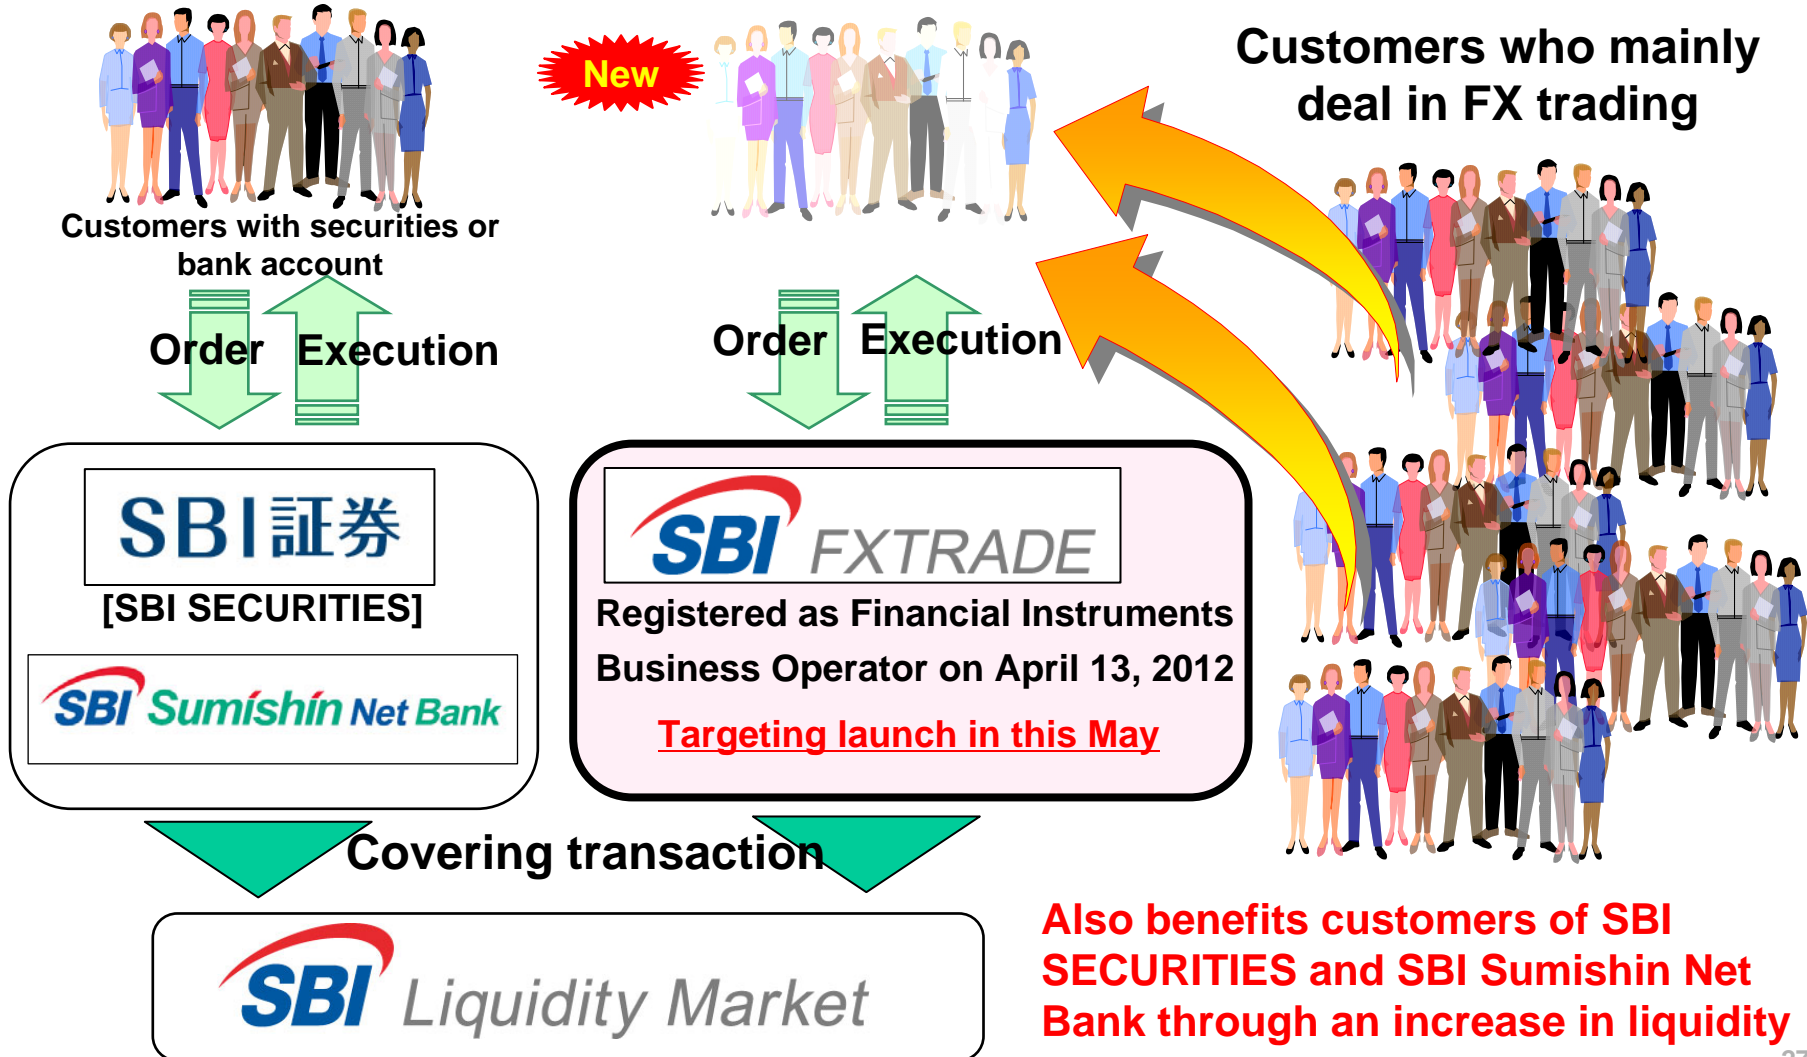 New
Customers who mainly
deal in FX trading
Customers with securities or
bank account
Order Execution
Order Execution
SBI証券
[SBI SECURITIES]
SBI Sumishin Net Bank
SBI FXTRADE
Registered as Financial Instruments
Business Operator on April 13, 2012
Targeting launch in this May
Covering transaction
SBI Liquidity Market
Also benefits customers of SBI
SECURITIES and SBI Sumishin Net
Bank through an increase in liquidity